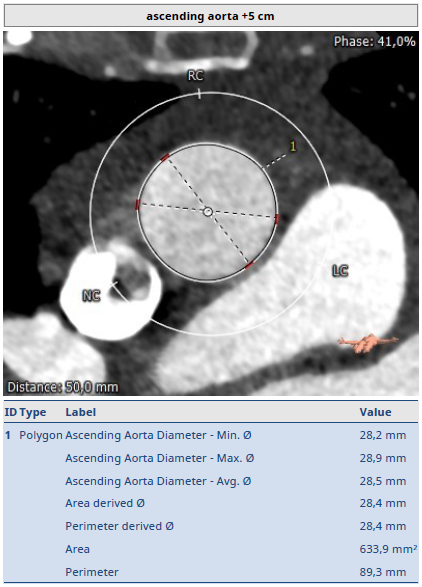 ascending aorta +5 cm
Phase: 41,0%
RC
1
LC
NC
Distance: 50,0 mm
ID Type Label Value
1 Polygon Ascending Aorta Diameter - Min. Ø 28,2 mm
Ascending Aorta Diameter - Max. Ø 28,9 mm
Ascending Aorta Diameter - Avg. Ø 28,5 mm
Area derived Ø 28,4 mm
Perimeter derived Ø 28,4 mm
Area 633,9 mm²
Perimeter 89,3 mm